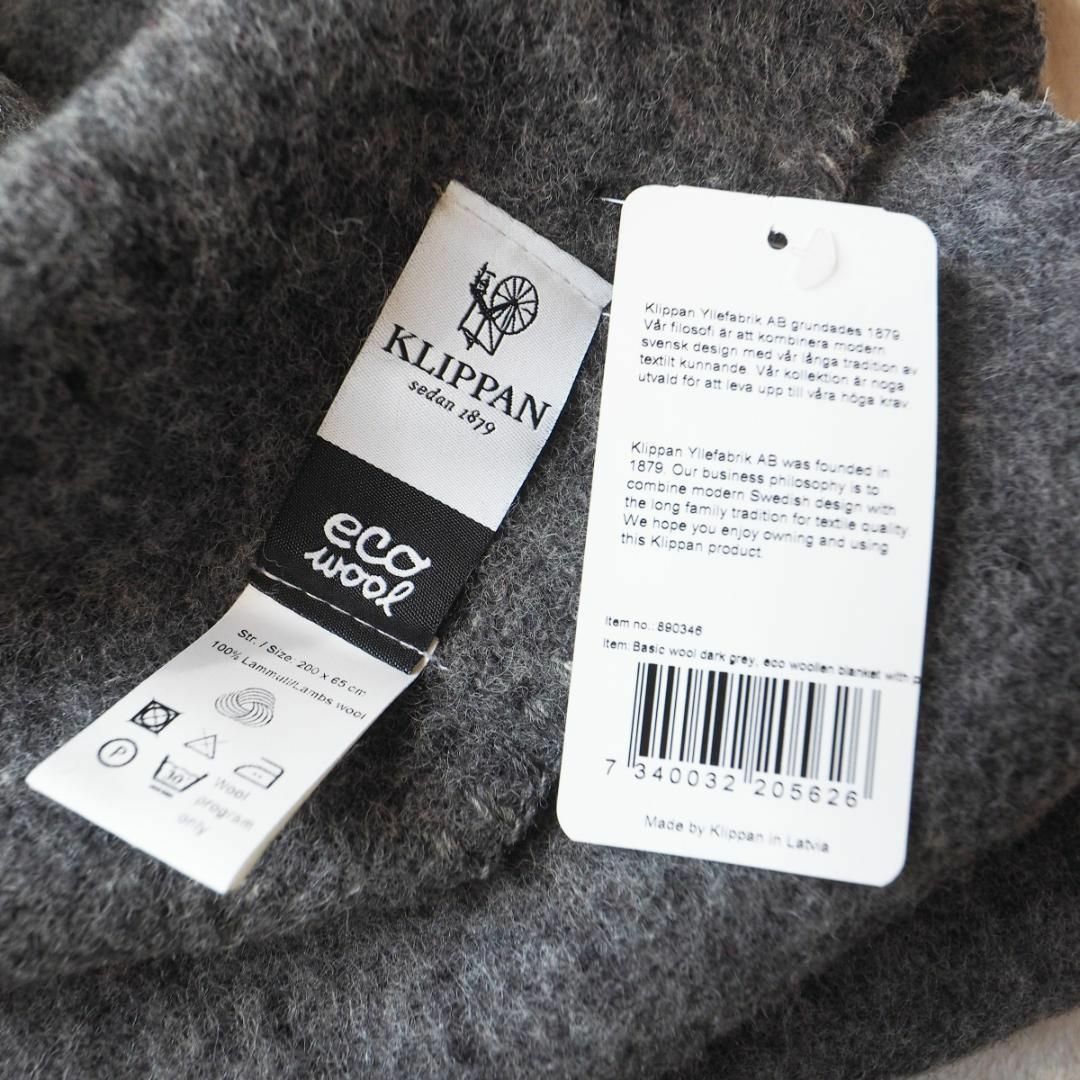 KLIPPAN
sedan 1879
eco
wool
Str. / Size: 200 x 65 cm
100% Lammull/Lambs wool
P
30
Wool
program
only
Klippan Yllefabrik AB grundades 1879
Vår filosofi är att kombinera modern
svensk design med vår långa tradition av
textilt kunnande. Vår kollektion är noga
utvald för att leva upp till våra höga krav
Klippan Yllefabrik AB was founded in
1879. Our business philosophy is to
combine modern Swedish design with
the long family tradition for textile quality
We hope you enjoy owning and using
this Klippan product.
Item no.: 890346
Item: Basic wool dark grey, eco woollen blanket with
7 340032 205626
Made by Klippan in Latvia